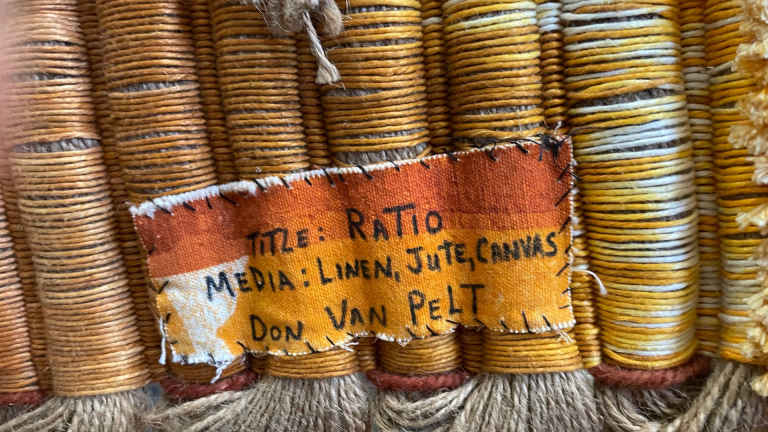 TITLE: RATIO
MEDIA: LINEN, JUTE, CANVAS
DON VAN PELT